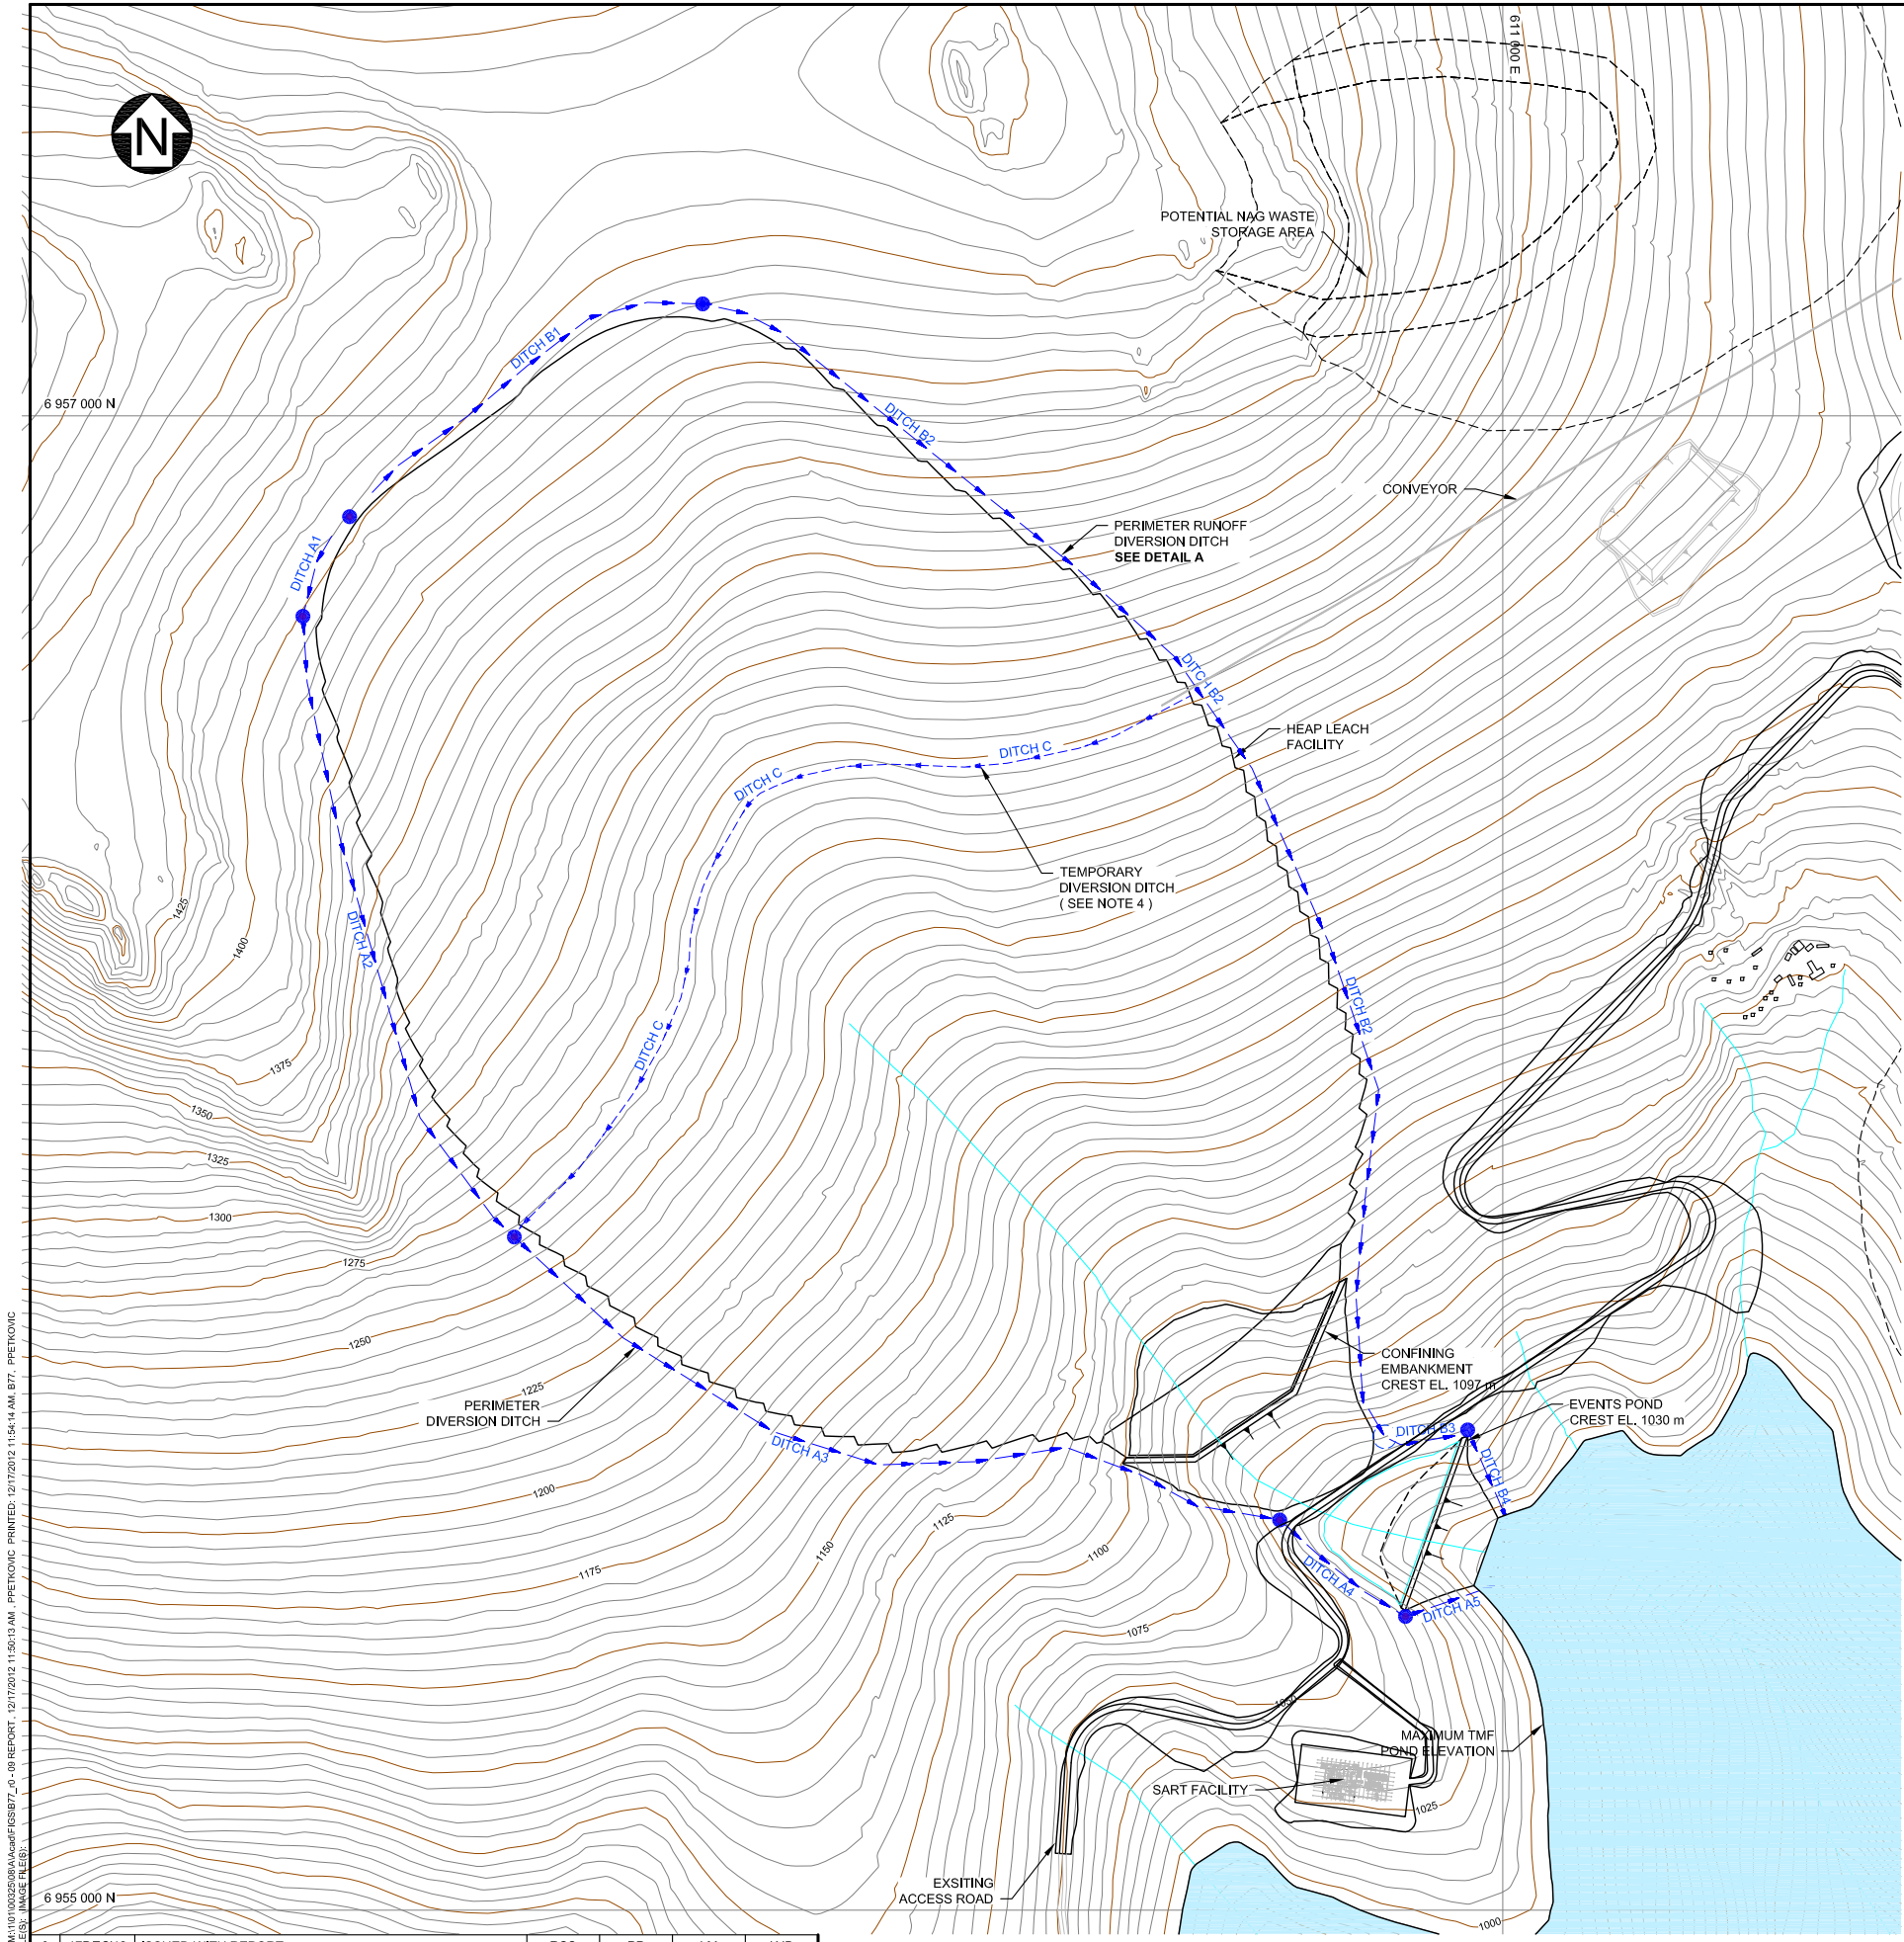 611 000 E
N
POTENTIAL NAG WASTE
STORAGE AREA
DITCH B1
6 957 000 N
DITCH B2
CONVEYOR
PERIMETER RUNOFF
DIVERSION DITCH
SEE DETAIL A
DITCH A1
DITCH B2
HEAP LEACH
FACILITY
DITCH C
DITCH C
TEMPORARY
DIVERSION DITCH
( SEE NOTE 4 )
1425
1400
DITCH A2
DITCH B2
DITCH C
1375
1350
1325
1300
1275
1250
CONFINING
EMBANKMENT
CREST EL. 1097 m
1225
PERIMETER
DIVERSION DITCH
EVENTS POND
CREST EL. 1030 m
DITCH B3
DITCH A3
DITCH B4
1200
1125
1150
1100
1175
DITCH A4
DITCH A5
1075
MAXIMUM TMF
POND ELEVATION
SART FACILITY
1025
EXSITING
ACCESS ROAD
6 955 000 N
1000